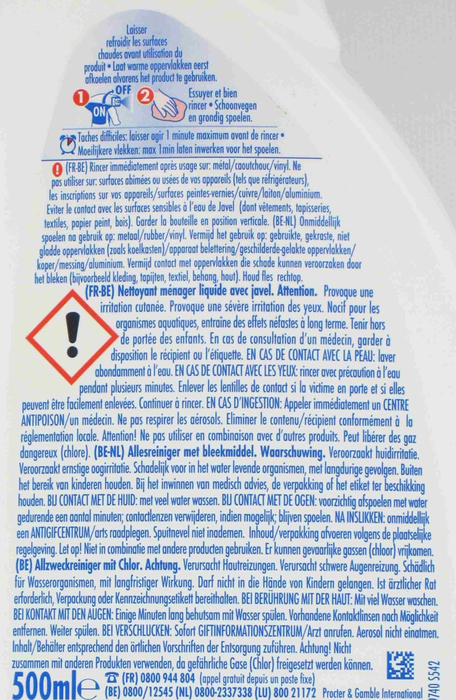 Laisser
refroidir les surfaces
chaudes avant utilisation du
produit • Laat warme oppervlakken eerst
afkoelen alvorens het product te gebruiken.
1 OFF ON 2 Essuyer et bien
rincer • Schoonvegen
en grondig spoelen.
Taches difficiles: laisser agir 1 minute maximum avant de rincer •
Moeilijkere vlekken: max 1min laten inwerken voor het spoelen.
(FR-BE) Rincer immédiatement après usage sur: metal/caoutchouc/vinyl. Ne
pas utiliser sur: surfaces abimées ou usées de vos appareils (tels que réfrigérateurs),
les inscriptions sur vos appareils/surfaces peintes-vernies/cuivre/laiton/aluminium.
Eviter le contact avec les surfaces sensibles à l'eau de Javel (dont vêtements, tapisseries,
textiles, papier peint, bois). Garder la bouteille en position verticale. (BE-NL) Onmiddellijk
spoelen na gebruik op: metaal/rubber/vinyl. Vermijd het gebruik op: gebruikte, gekraste, niet
gladde oppervlakken (zoals koelkasten)/apparaat belettering/geschilderde-gelakte oppervlakken/
koper/messing/aluminium. Vermijd contact met oppervlakken die schade kunnen veroorzaken door
het bleken (bijvoorbeeld kleding, tapijten, textiel, behang, hout). Houd fles rechtop.
(FR-BE) Nettoyant ménager liquide avec javel. Attention. Provoque une
irritation cutanée. Provoque une sévère irritation des yeux. Nocif pour les
organismes aquatiques, entraîne des effets néfastes à long terme. Tenir hors
de portée des enfants. En cas de consultation d'un médecin, garder à
disposition le récipient ou l'étiquette. EN CAS DE CONTACT AVEC LA PEAU: laver
abondamment à l'eau. EN CAS DE CONTACT AVEC LES YEUX: rincer avec précaution à l'eau
pendant plusieurs minutes. Enlever les lentilles de contact si la victime en porte et si elles
peuvent être facilement enlevées. Continuer à rincer. EN CAS D'INGESTION: Appeler immédiatement un CENTRE
ANTIPOISON/un médecin. Ne pas respirer les aérosols. Eliminer le contenu/récipient conformément à la
réglementation locale. Attention! Ne pas utiliser en combinaison avec d'autres produits. Peut libérer des gaz
dangereux (chlore). (BE-NL) Allesreiniger met bleekmiddel. Waarschuwing. Veroorzaakt huidirritatie.
Veroorzaakt ernstige oogirritatie. Schadelijk voor in het water levende organismen, met langdurige gevolgen. Buiten
het bereik van kinderen houden. Bij het inwinnen van medisch advies, de verpakking of het etiket ter beschikking
houden. BIJ CONTACT MET DE HUID: met veel water wassen. BIJ CONTACT MET DE OGEN: voorzichtig afspoelen met water
gedurende een aantal minuten; contactlenzen verwijderen, indien mogelijk; blijven spoelen. NA INSLIKKEN: onmiddellijk
een ANTIGIFCENTRUM/arts raadplegen. Spuitnevel niet inademen. Inhoud/verpakking afvoeren volgens de plaatselijke
regelgeving. Let op! Niet in combinatie met andere producten gebruiken. Er kunnen gevaarlijke gassen (chloor) vrijkomen.
(BE) Allzweckreiniger mit Chlor. Achtung. Verursacht Hautreizungen. Verursacht schwere Augenreizung. Schädlich
für Wasserorganismen, mit langfristiger Wirkung. Darf nicht in die Hände von Kindern gelangen. Ist ärztlicher Rat
erforderlich, Verpackung oder Kennzeichnungsetikett bereithalten. BEI BERÜHRUNG MIT DER HAUT: Mit viel Wasser waschen.
BEI KONTAKT MIT DEN AUGEN: Einige Minuten lang behutsam mit Wasser spülen. Vorhandene Kontaktlinsen nach Möglichkeit
entfernen. Weiter spülen. BEI VERSCHLUCKEN: Sofort GIFTINFORMATIONSZENTRUM/Arzt anrufen. Aerosol nicht einatmen.
Inhalt/Behälter entsprechend den örtlichen Vorschriften der Entsorgung zuführen. Achtung! Nicht
zusammen mit anderen Produkten verwenden, da gefährliche Gase (Chlor) freigesetzt werden können.
500ml e (FR) 0800 944 804 (appel gratuit depuis un poste fixe)
(BE) 0800/12545 (NL) 0800-2337338 (LU) 800 21172 Procter & Gamble International